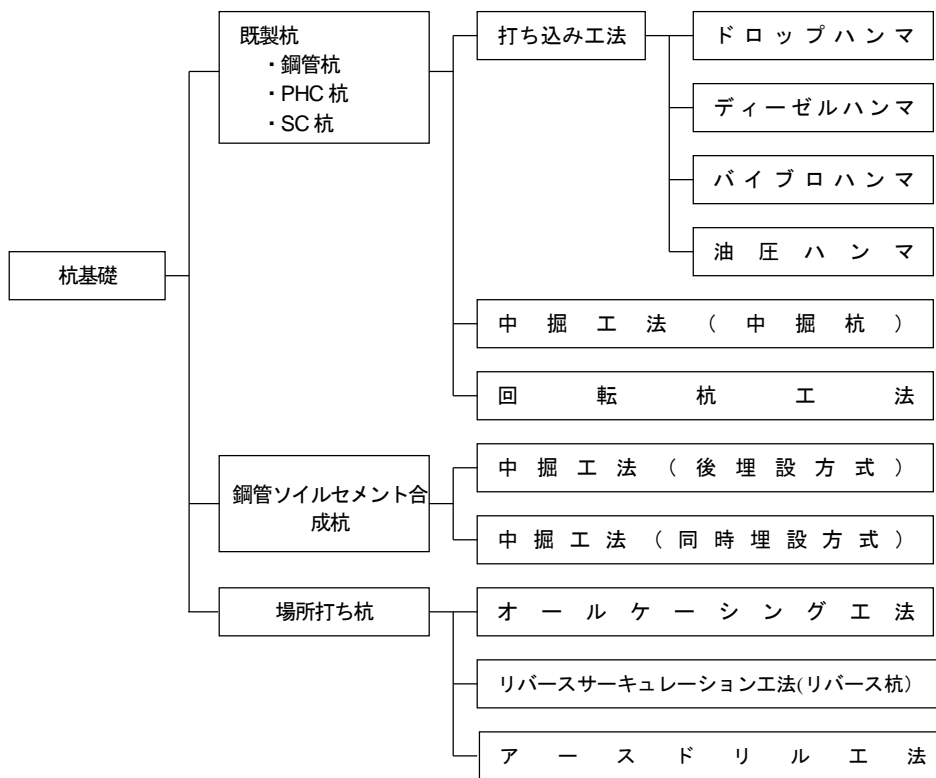 既製杭
・鋼管杭
・PHC 杭
・SC 杭
打ち込み工法
ドロップハンマ
ディーゼルハンマ
バイブロハンマ
油圧ハンマ
杭基礎
中掘工法（中掘杭）
回転杭工法
鋼管ソイルセメント合
成杭
中掘工法（後埋設方式）
中掘工法（同時埋設方式）
場所打ち杭
オールケーシング工法
リバースサーキュレーション工法(リバース杭）
アースドリル工法